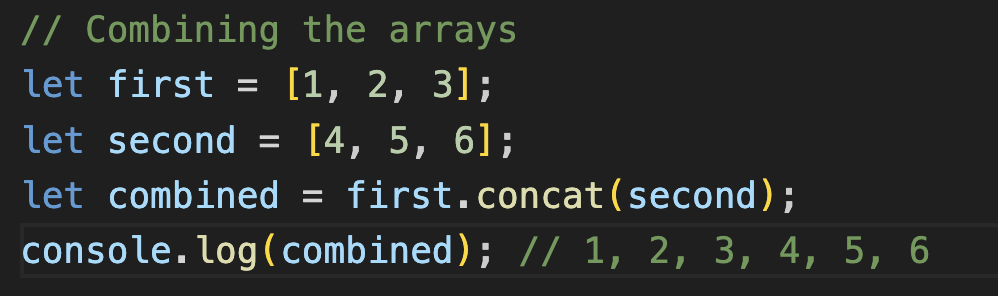 // Combining the arrays
let first = [1, 2, 3];
let second = [4, 5, 6];
let combined = first.concat(second);
console.log(combined); // 1, 2, 3, 4, 5, 6